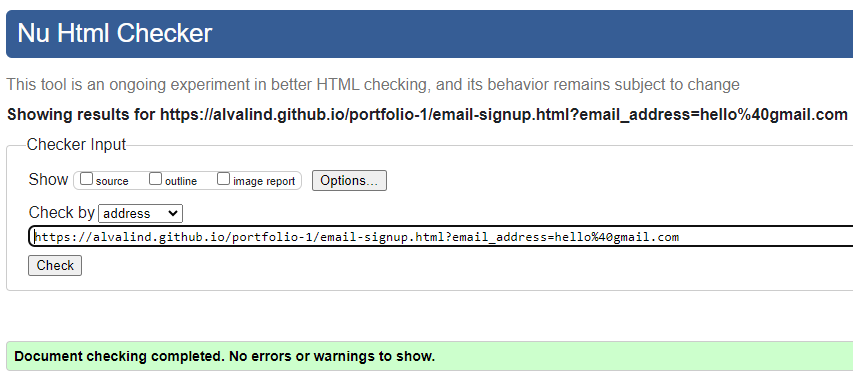 Nu Html Checker
This tool is an ongoing experiment in better HTML checking, and its behavior remains subject to change
Showing results for https://alvalind.github.io/portfolio-1/email-signup.html?email_address=hello%40gmail.com
Checker Input
Show source outline image report Options...
Check by address
https://alvalind.github.io/portfolio-1/email-signup.html?email_address=hello%40gmail.com
Check
Document checking completed. No errors or warnings to show.